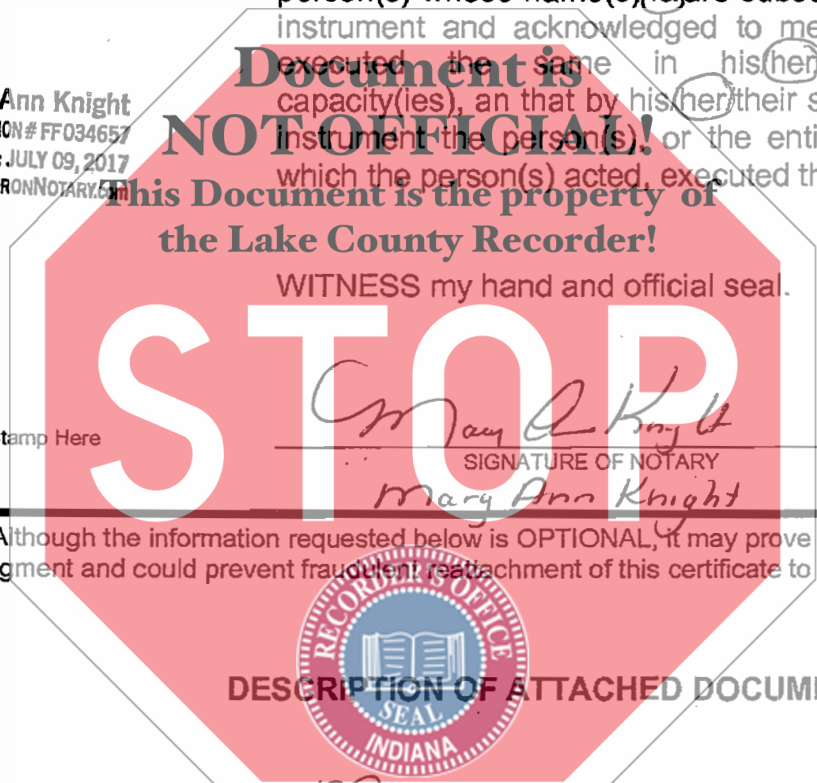 instrument and acknowledged to me
Document is
executed the same in his/her
Ann Knight
capacity(ies), an that by his/her/their s
ON# FF034657
NOT OFFICIAL!
instrument the person(s), or the enti
JULY 09, 2017
which the person(s) acted, executed th
RONNOTARY.com
This Document is the property of
the Lake County Recorder!
WITNESS my hand and official seal.
STOP
Mary A Knight
tamp Here
SIGNATURE OF NOTARY
Mary Ann Knight
Although the information requested below is OPTIONAL, it may prove
gment and could prevent fraudulent reattachment of this certificate to
RECORDER'S OFFICE
DESCRIPTION OF ATTACHED DOCUM
SEAL
INDIANA